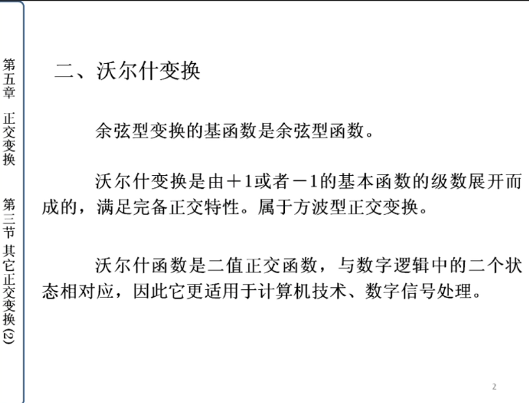 第五章 正交变换 第三节 其它正交变换(2)
二、沃尔什变换
余弦型变换的基函数是余弦型函数。
沃尔什变换是由＋1或者－1的基本函数的级数展开而
成的，满足完备正交特性。属于方波型正交变换。
沃尔什函数是二值正交函数，与数字逻辑中的二个状
态相对应，因此它更适用于计算机技术、数字信号处理。
2